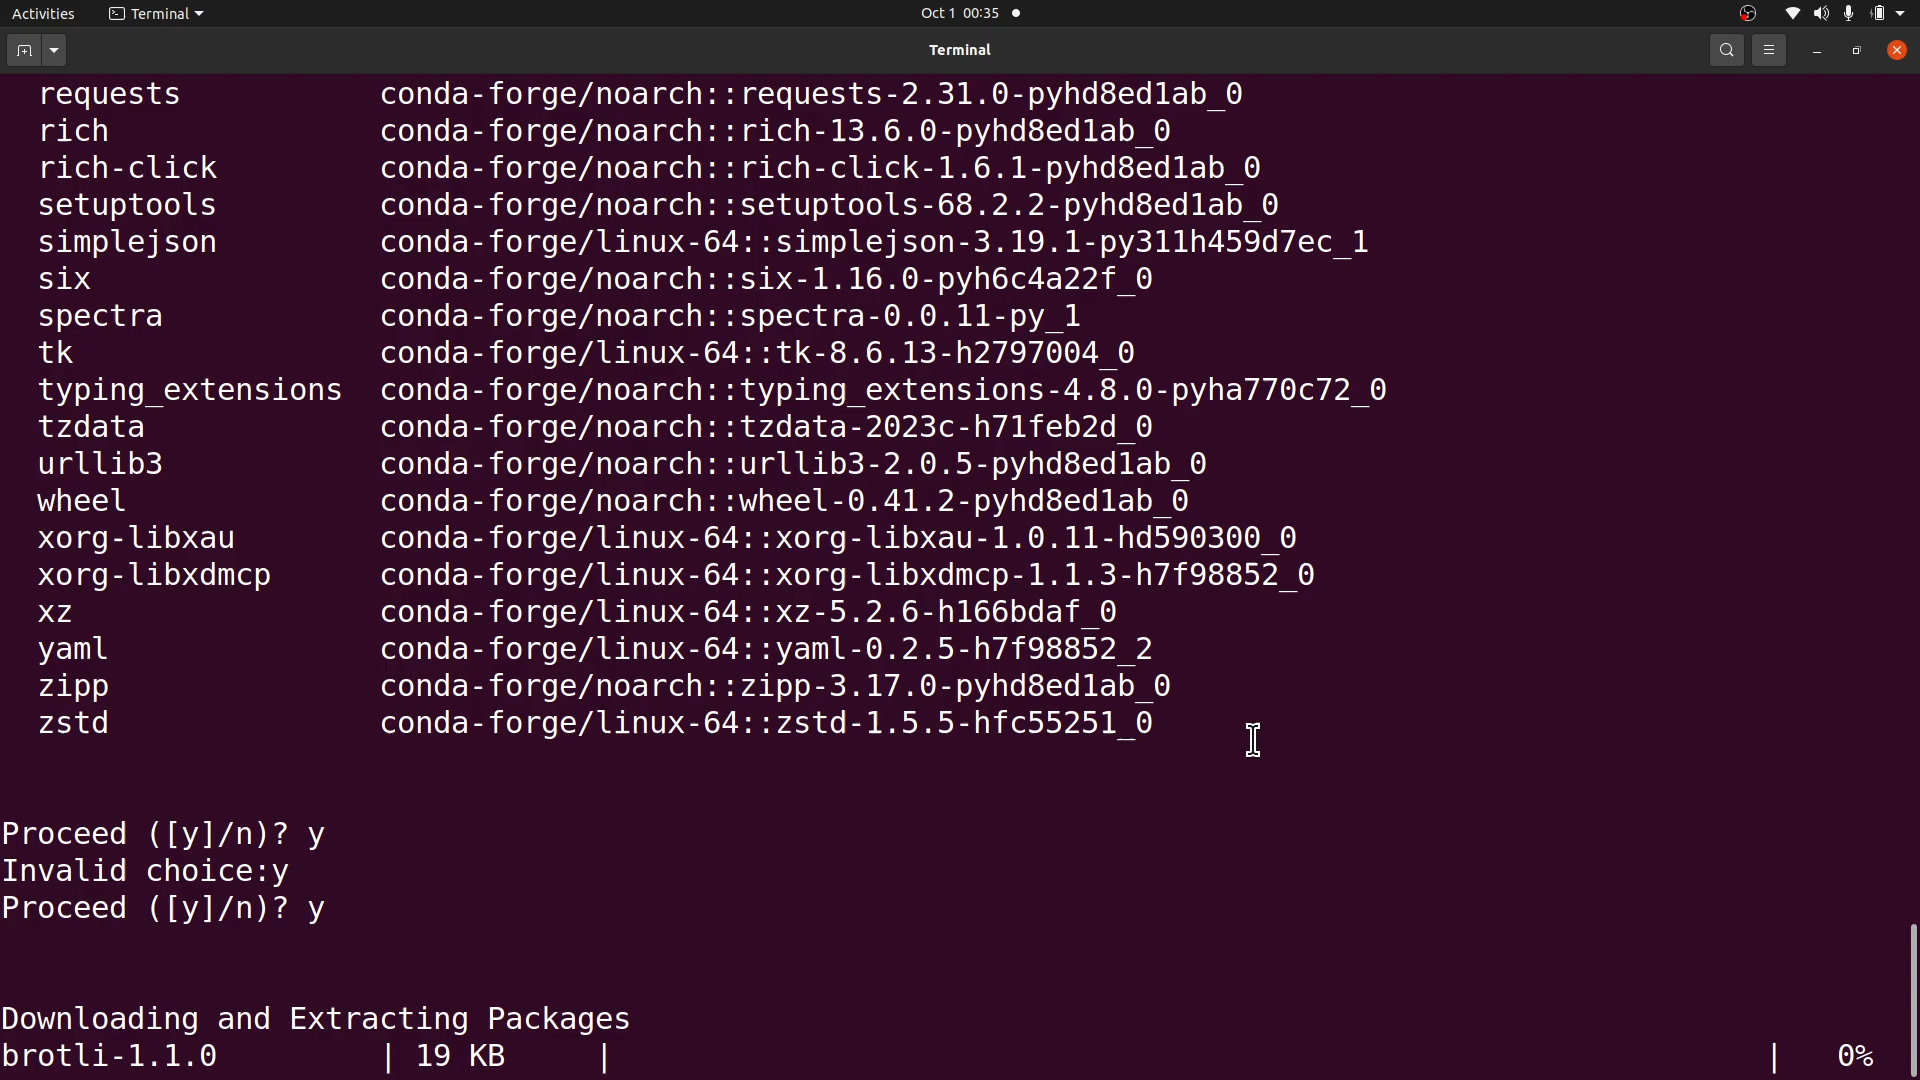 Activities Terminal Oct 1 00:35
Terminal
requests conda-forge/noarch::requests-2.31.0-pyhd8ed1ab_0
rich conda-forge/noarch::rich-13.6.0-pyhd8ed1ab_0
rich-click conda-forge/noarch::rich-click-1.6.1-pyhd8ed1ab_0
setuptools conda-forge/noarch::setuptools-68.2.2-pyhd8ed1ab_0
simplejson conda-forge/linux-64::simplejson-3.19.1-py311h459d7ec_1
six conda-forge/noarch::six-1.16.0-pyh6c4a22f_0
spectra conda-forge/noarch::spectra-0.0.11-py_1
tk conda-forge/linux-64::tk-8.6.13-h2797004_0
typing_extensions conda-forge/noarch::typing_extensions-4.8.0-pyha770c72_0
tzdata conda-forge/noarch::tzdata-2023c-h71feb2d_0
urllib3 conda-forge/noarch::urllib3-2.0.5-pyhd8ed1ab_0
wheel conda-forge/noarch::wheel-0.41.2-pyhd8ed1ab_0
xorg-libxau conda-forge/linux-64::xorg-libxau-1.0.11-hd590300_0
xorg-libxdmcp conda-forge/linux-64::xorg-libxdmcp-1.1.3-h7f98852_0
xz conda-forge/linux-64::xz-5.2.6-h166bdaf_0
yaml conda-forge/linux-64::yaml-0.2.5-h7f98852_2
zipp conda-forge/noarch::zipp-3.17.0-pyhd8ed1ab_0
zstd conda-forge/linux-64::zstd-1.5.5-hfc55251_0
Proceed ([y]/n)? y
Invalid choice:y
Proceed ([y]/n)? y
Downloading and Extracting Packages
brotli-1.1.0 | 19 KB | | 0%